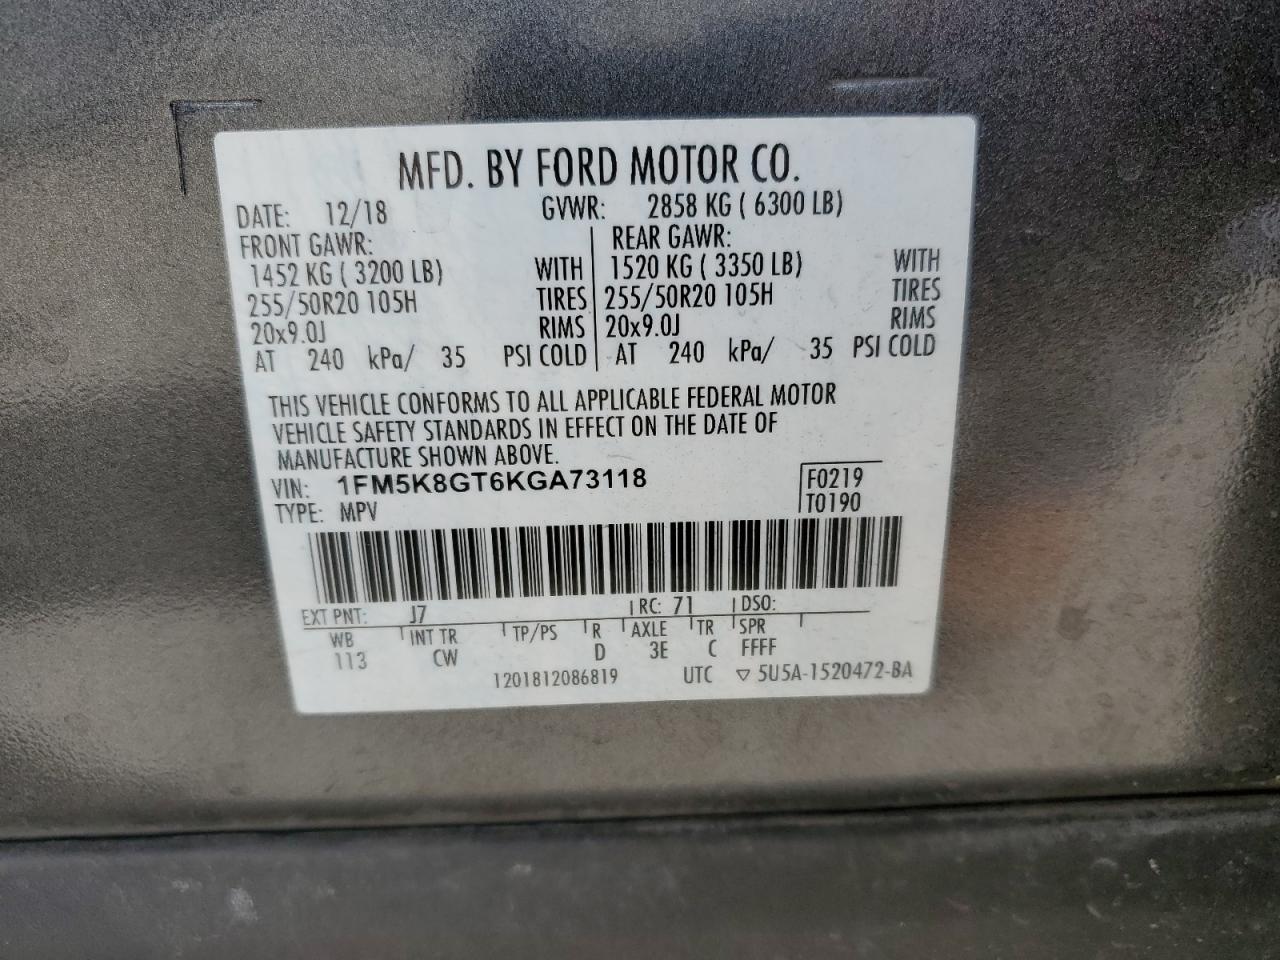 MFD. BY FORD MOTOR CO.
DATE: 12/18 GVWR: 2858 KG ( 6300 LB)
FRONT GAWR: REAR GAWR:
1452 KG ( 3200 LB) WITH 1520 KG ( 3350 LB) WITH
255/50R20 105H TIRES 255/50R20 105H TIRES
20x9.0J RIMS 20x9.0J RIMS
AT 240 kPa/ 35 PSI COLD AT 240 kPa/ 35 PSI COLD
THIS VEHICLE CONFORMS TO ALL APPLICABLE FEDERAL MOTOR
VEHICLE SAFETY STANDARDS IN EFFECT ON THE DATE OF
MANUFACTURE SHOWN ABOVE.
VIN: 1FM5K8GT6KGA73118 F0219
TYPE: MPV T0190
EXT PNT: J7 RC: 71 DSO:
WB INT TR TP/PS R AXLE TR SPR
113 CW D 3E C FFFF
1201812086819 UTC ▽ 5U5A-1520472-BA